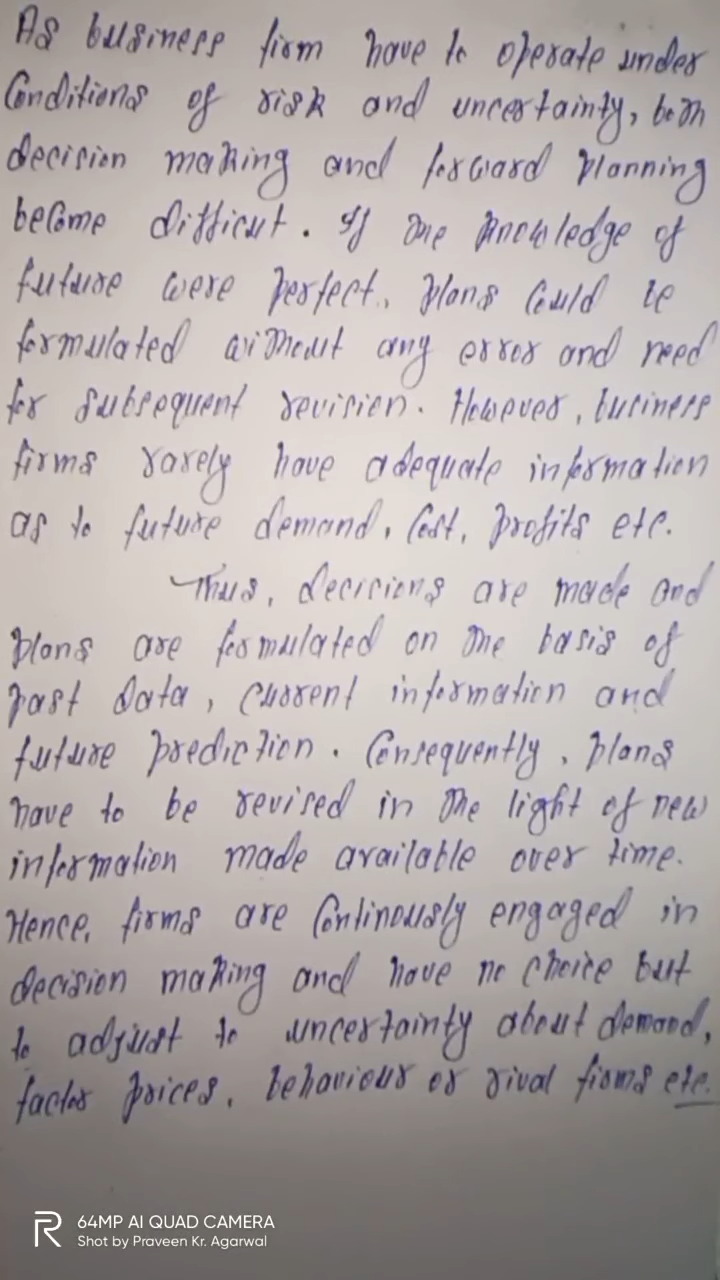 As business firm have to operate under
Conditions of risk and uncertainty, both
decision making and forward planning
become difficult. If the knowledge of
future were perfect, plans could be
formulated without any error and need
for subsequent revision. However, business
firms rarely have adequate information
as to future demand, Cost, profits etc.
Thus, decisions are made and
plans are formulated on the basis of
past data, current information and
future prediction. Consequently, plans
have to be revised in the light of new
information made available over time.
Hence, firms are Continously engaged in
decision making and have no choice but
to adjust to uncertainty about demand,
factor prices, behaviour or rival firms etc.
R
64MP AI QUAD CAMERA
Shot by Praveen Kr. Agarwal